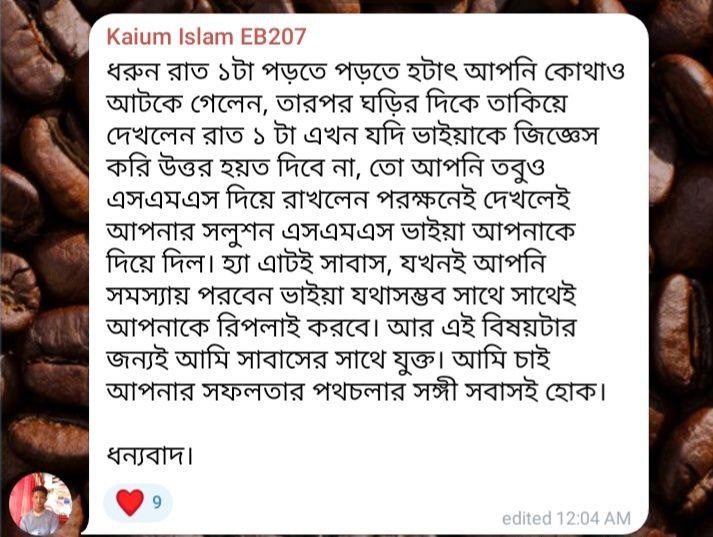 Kaium Islam EB207
ধরুন রাত ১টা পড়তে পড়তে হটাৎ আপনি কোথাও
আটকে গেলেন, তারপর ঘড়ির দিকে তাকিয়ে
দেখলেন রাত ১ টা এখন যদি ভাইয়াকে জিজ্ঞেস
করি উত্তর হয়ত দিবে না, তো আপনি তবুও
এসএমএস দিয়ে রাখলেন পরক্ষনেই দেখলেই
আপনার সলুশন এসএমএস ভাইয়া আপনাকে
দিয়ে দিল। হ্যা এটই সাবাস, যখনই আপনি
সমস্যায় পরবেন ভাইয়া যথাসম্ভব সাথে সাথেই
আপনাকে রিপলাই করবে। আর এই বিষয়টার
জন্যই আমি সাবাসের সাথে যুক্ত। আমি চাই
আপনার সফলতার পথচলার সঙ্গী সবাসই হোক।
ধন্যবাদ।
9
edited 12:04 AM